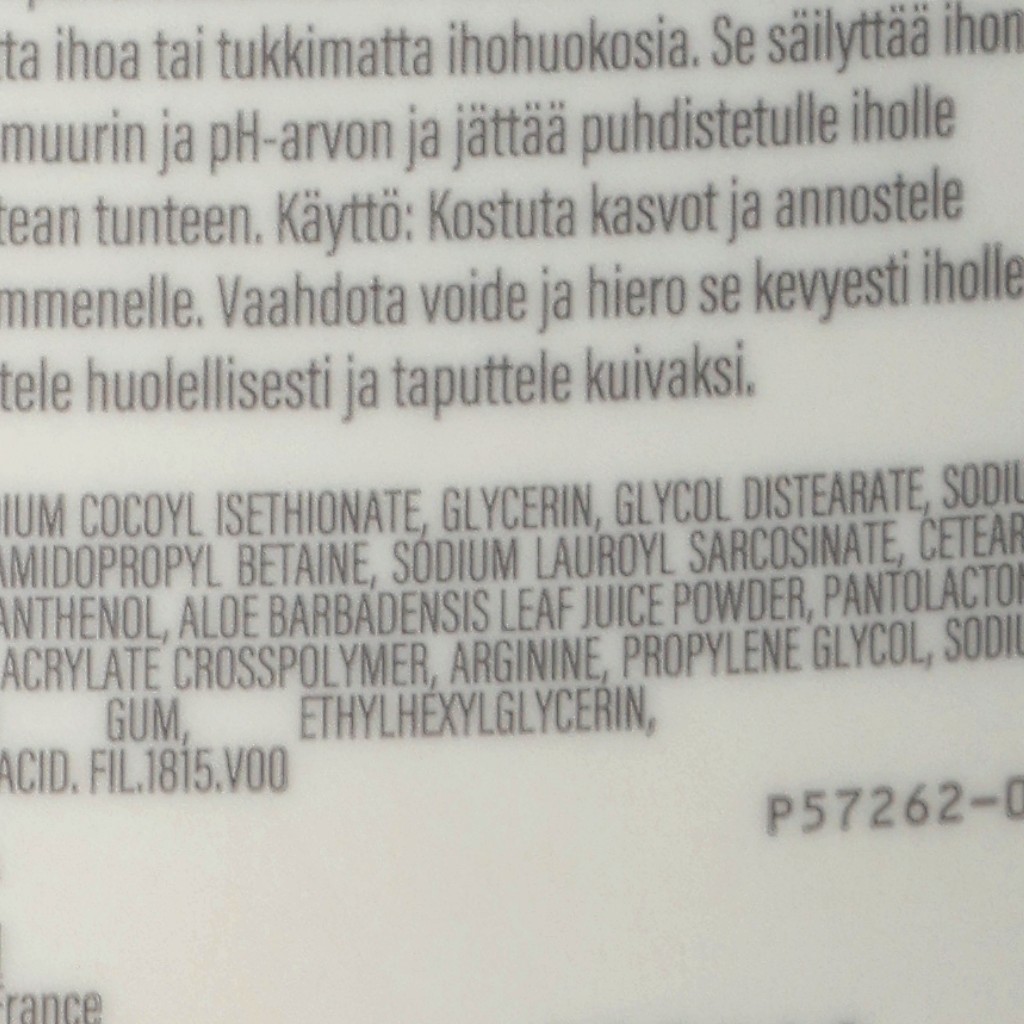 tta ihoa tai tukkimatta ihohuokosia. Se säilyttää ihon
muurin ja pH-arvon ja jättää puhdistetulle iholle
tean tunteen. Käyttö: Kostuta kasvot ja annostele
mmenelle. Vaahdota voide ja hiero se kevyesti iholle
tele huolellisesti ja taputtele kuivaksi.
IUM COCOYL ISETHIONATE, GLYCERIN, GLYCOL DISTEARATE, SODIU
AMIDOPROPYL BETAINE, SODIUM LAUROYL SARCOSINATE, CETEAR
ANTHENOL, ALOE BARBADENSIS LEAF JUICE POWDER, PANTOLACTON
ACRYLATE CROSSPOLYMER, ARGININE, PROPYLENE GLYCOL, SODIU
GUM, ETHYLHEXYLGLYCERIN,
ACID. FIL.1815.V00
P57262-0
France